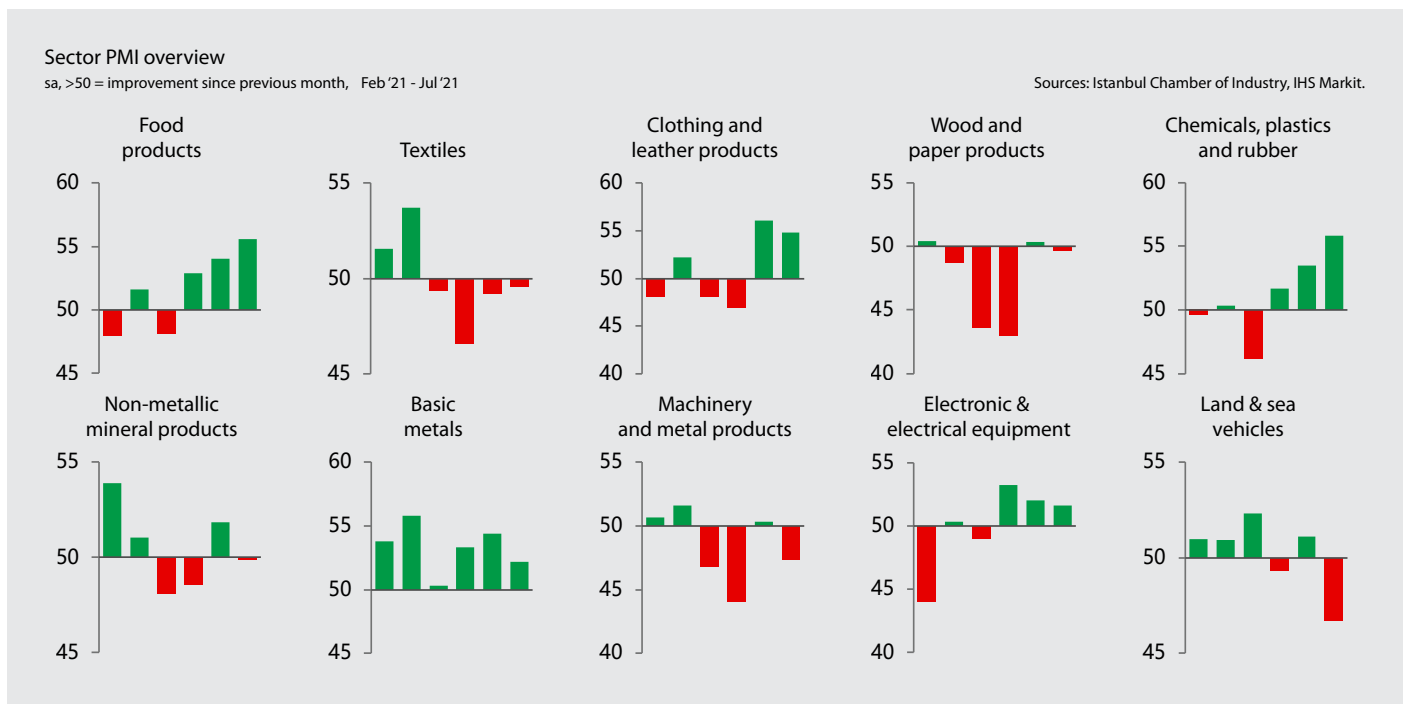 Sector PMI overview
sa, >50 = improvement since previous month, Feb '21 - Jul '21
Sources: Istanbul Chamber of Industry, IHS Markit.
Food
products
60
55
50
45
Textiles
55
50
45
Clothing and
leather products
60
55
50
45
40
Wood and
paper products
55
50
45
40
Chemicals, plastics
and rubber
60
55
50
45
Non-metallic
mineral products
55
50
45
Basic
metals
60
55
50
45
Machinery
and metal products
55
50
45
40
Electronic &
electrical equipment
55
50
45
40
Land & sea
vehicles
55
50
45